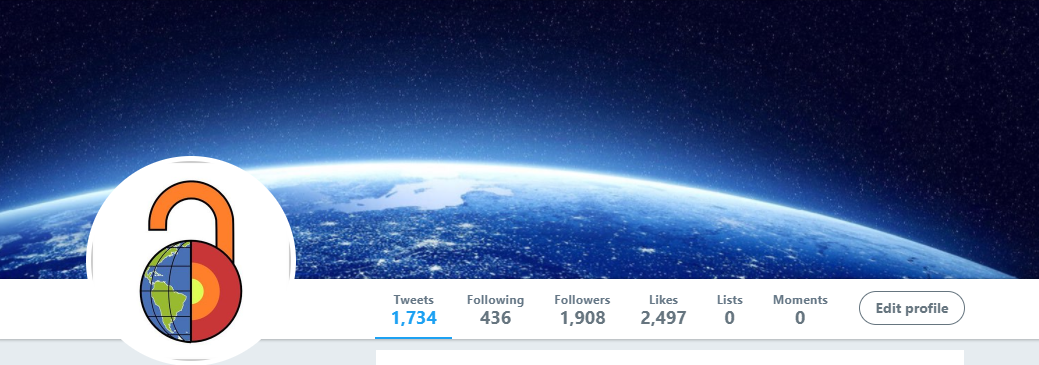 Tweets Following Followers Likes Lists Moments
1,734 436 1,908 2,497 0 0 Edit profile